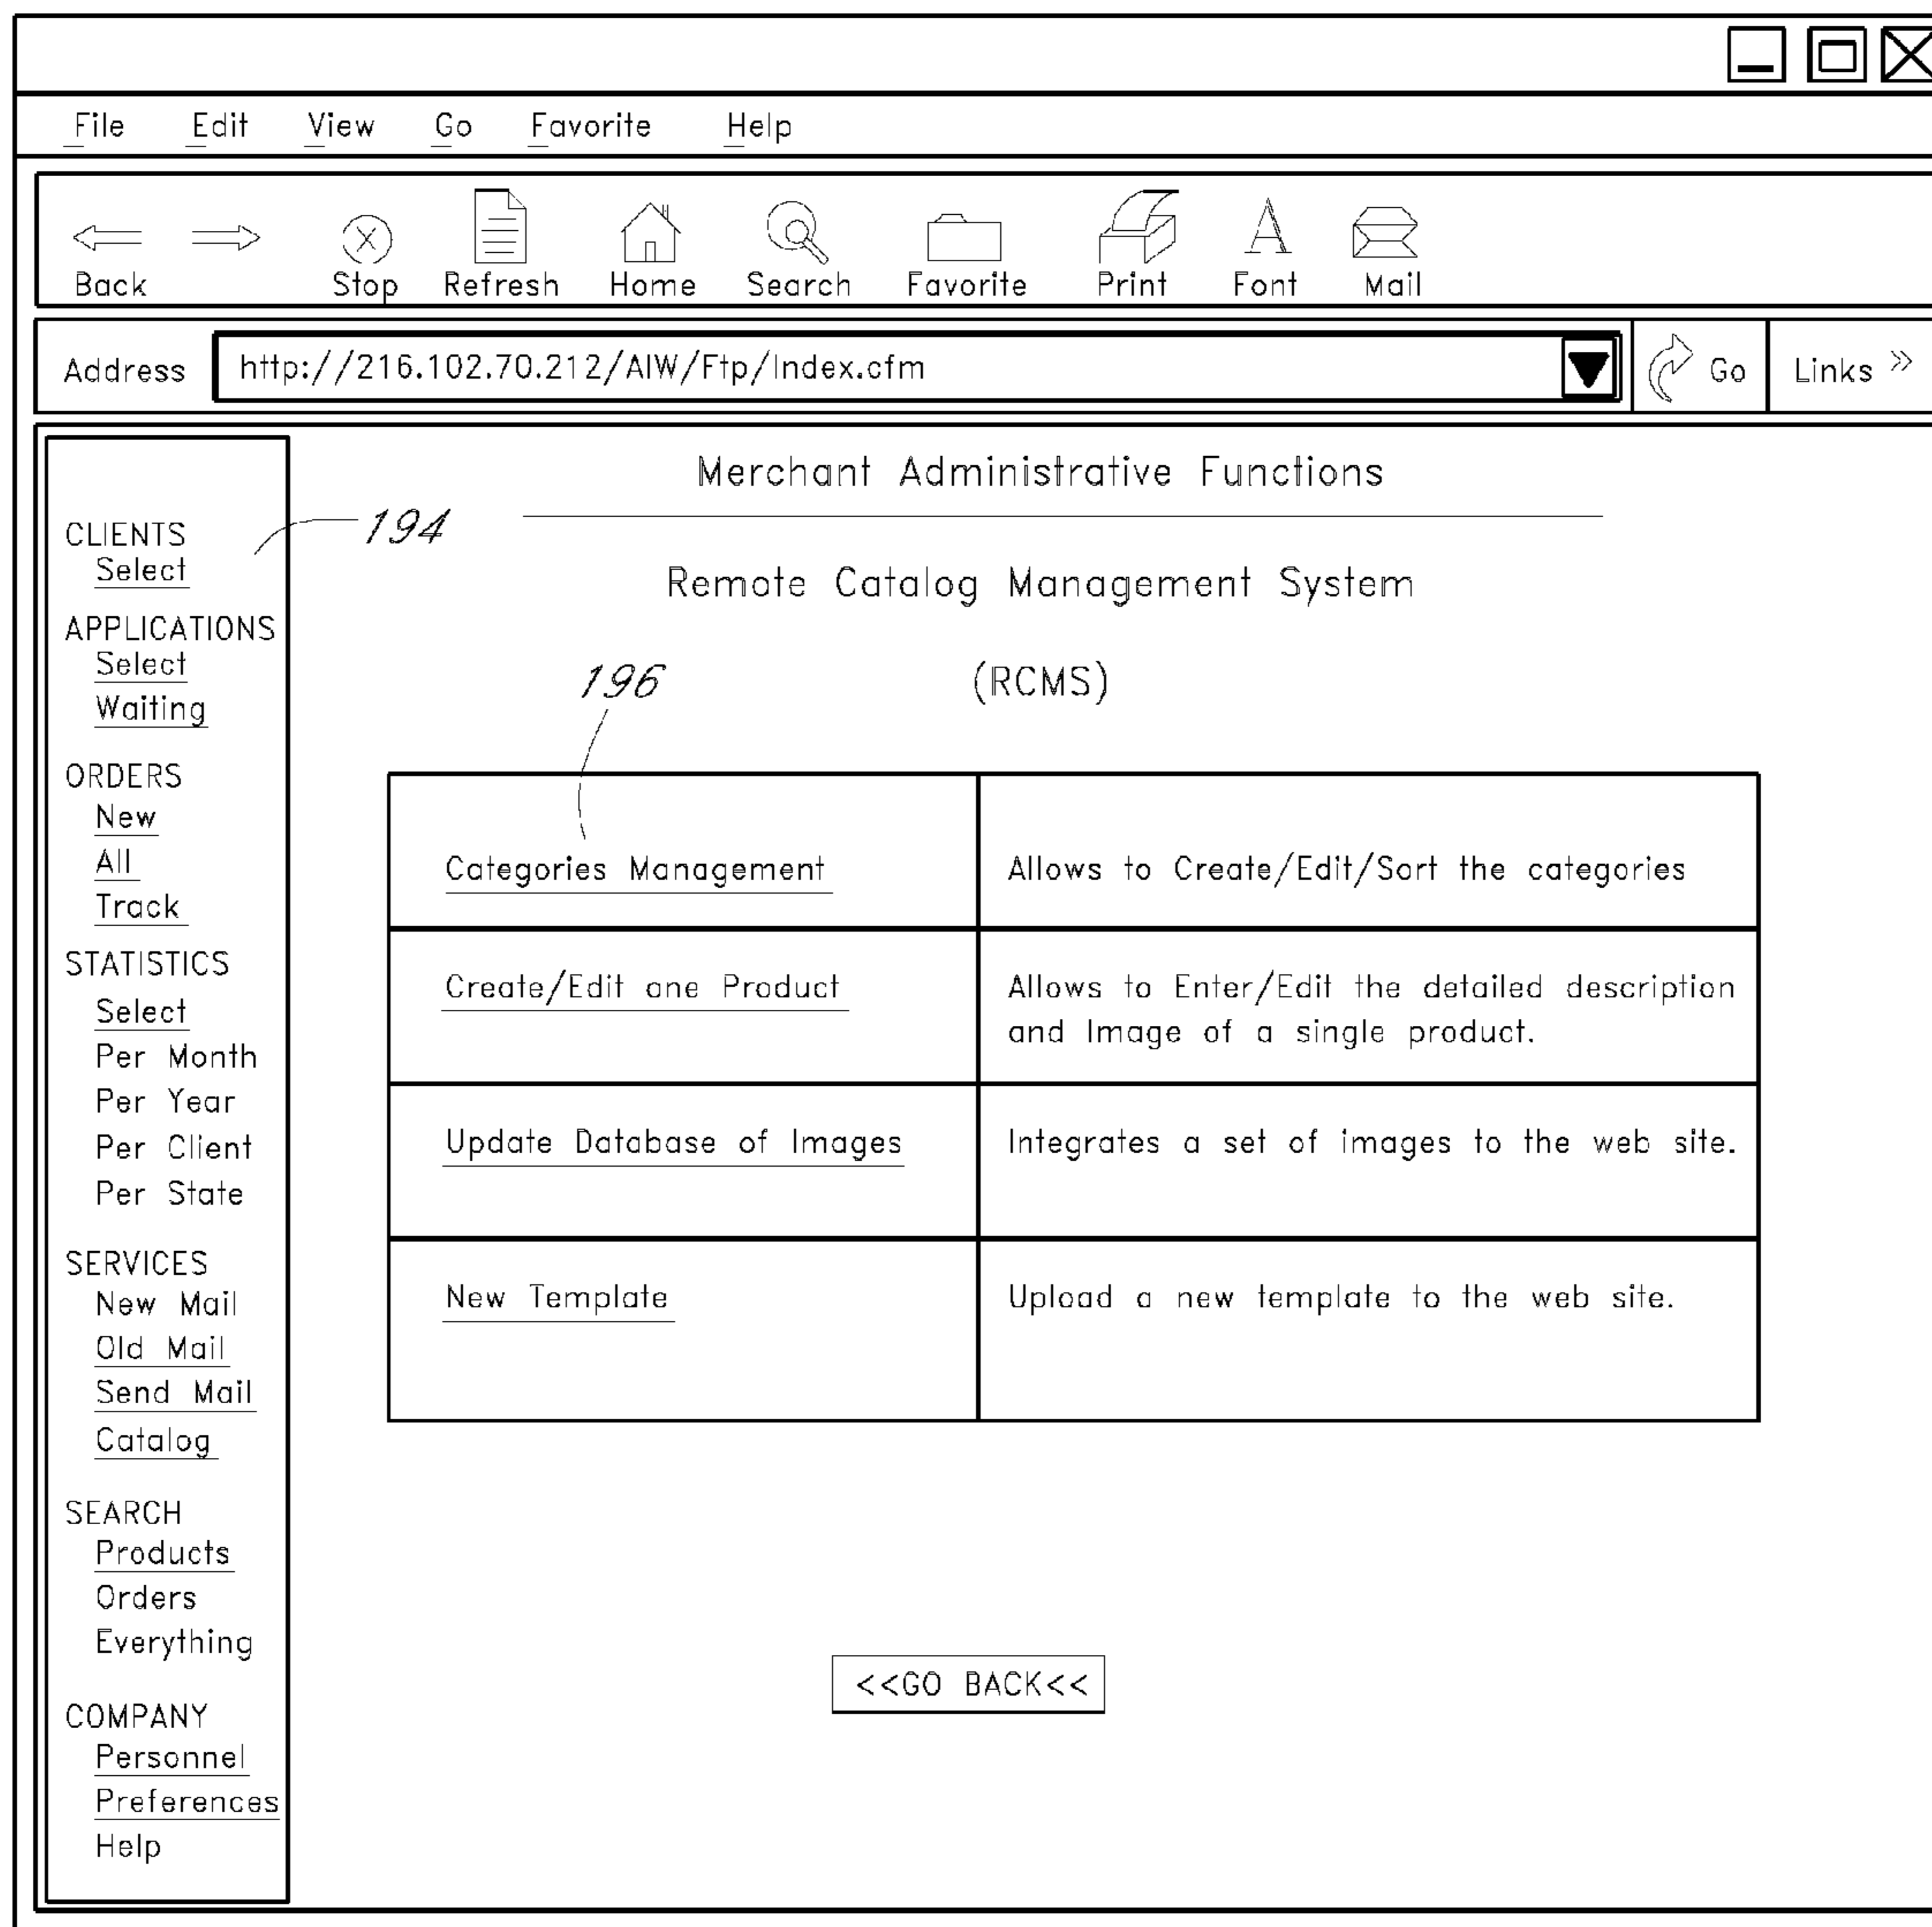 File Edit View Go Favorite Help
Back Stop Refresh Home Search Favorite Print Font Mail
Address http://216.102.70.212/AIW/Ftp/Index.cfm Go Links »
CLIENTS
Select
APPLICATIONS
Select
Waiting
ORDERS
New
All
Track
STATISTICS
Select
Per Month
Per Year
Per Client
Per State
SERVICES
New Mail
Old Mail
Send Mail
Catalog
SEARCH
Products
Orders
Everything
COMPANY
Personnel
Preferences
Help
194
Merchant Administrative Functions
Remote Catalog Management System
(RCMS)
196
Categories Management
Allows to Create/Edit/Sort the categories
Create/Edit one Product
Allows to Enter/Edit the detailed description
and Image of a single product.
Update Database of Images
Integrates a set of images to the web site.
New Template
Upload a new template to the web site.
<<GO BACK<<